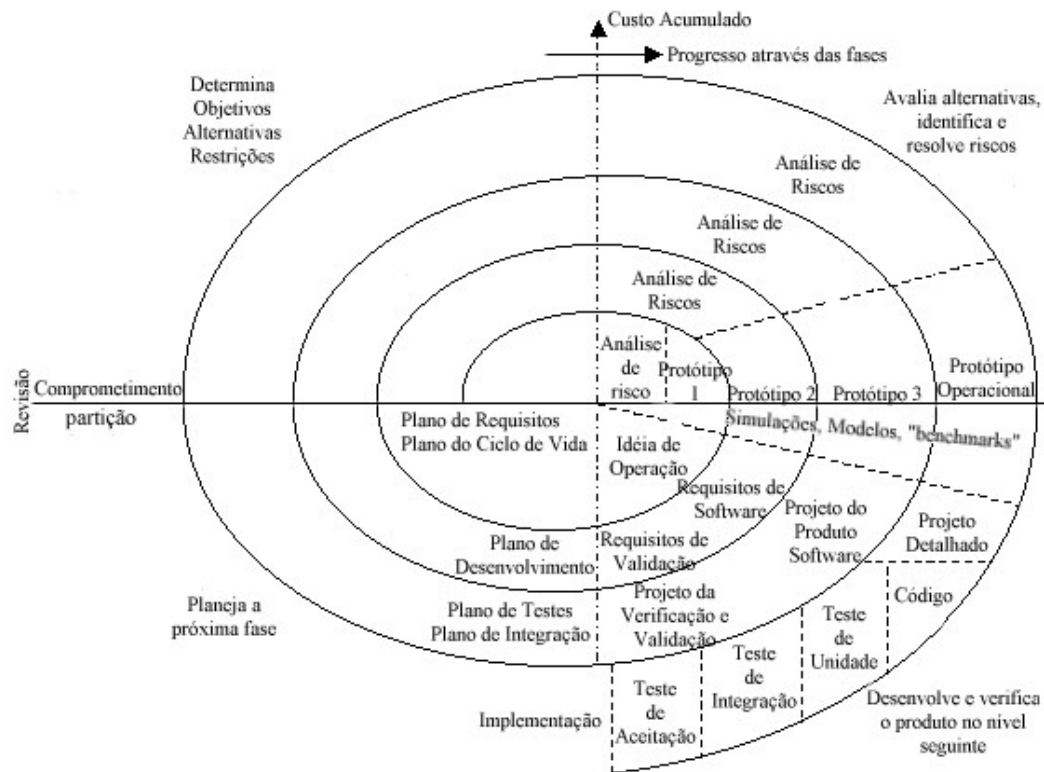 Custo Acumulado
Progresso através das fases
Determina
Objetivos
Alternativas
Restrições
Avalia alternativas,
identifica e
resolve riscos
Análise de
Riscos
Análise de
Riscos
Análise de
Riscos
Análise
de
risco
Protótipo
1
Protótipo 2
Protótipo 3
Protótipo
Operacional
Revisão
Comprometimento
partição
Simulações, Modelos, "benchmarks"
Plano de Requisitos
Plano do Ciclo de Vida
Idéia de
Operação
Requisitos de
Software
Projeto do
Produto
Software
Projeto
Detalhado
Plano de
Desenvolvimento
Requisitos de
Validação
Código
Planeja a
próxima fase
Plano de Testes
Plano de Integração
Projeto da
Verificação e
Validação
Teste
de
Unidade
Teste
de
Integração
Teste
de
Aceitação
Implementação
Desenvolve e verifica
o produto no nível
seguinte